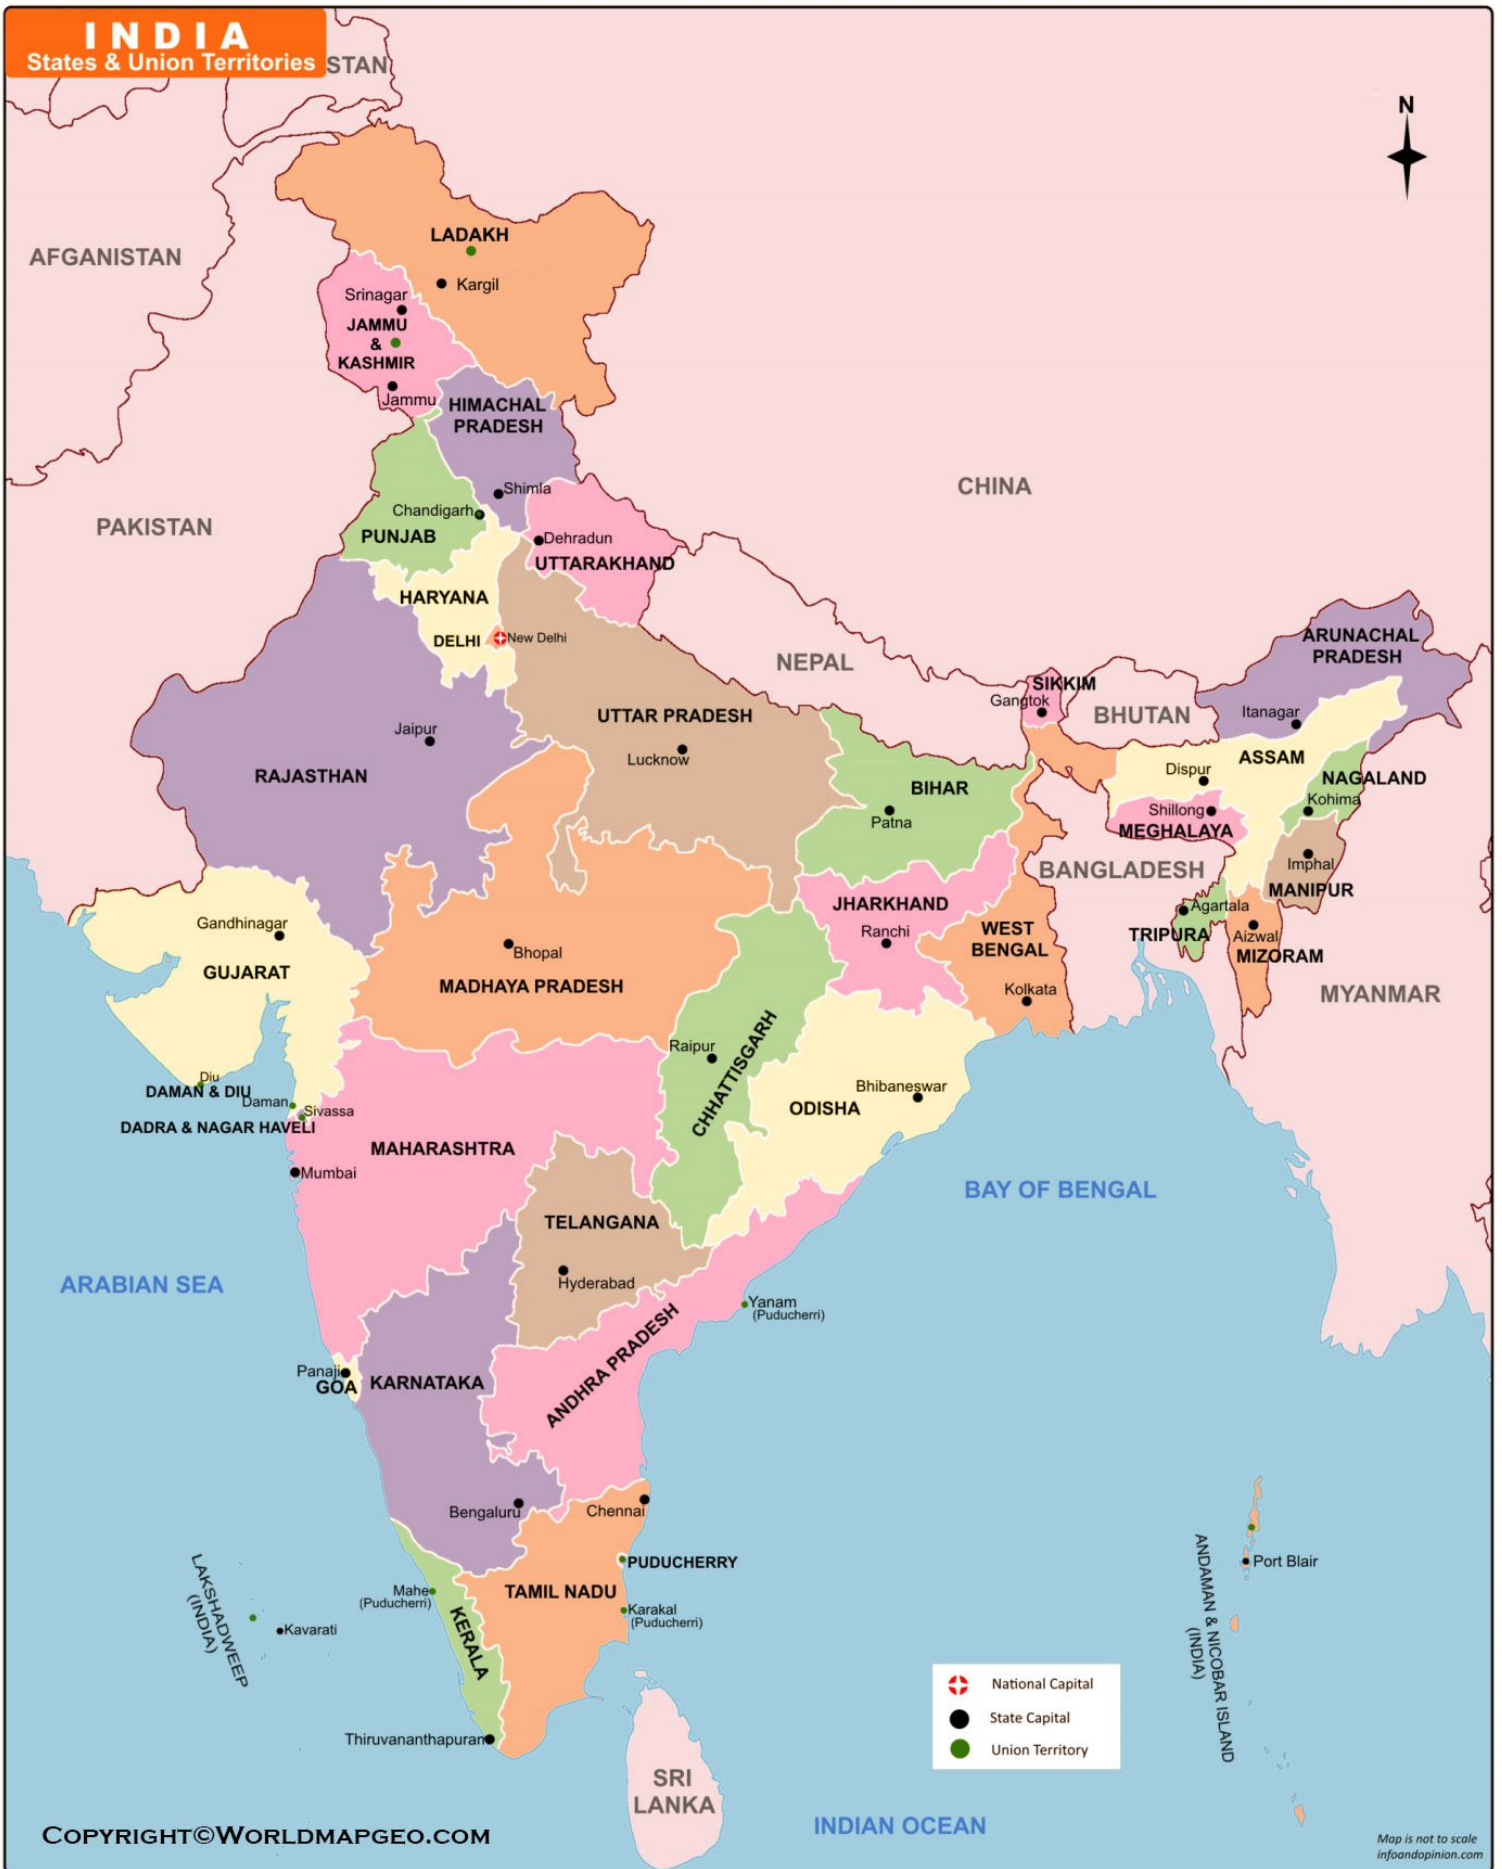 INDIA
States & Union Territories
STAN
N
AFGANISTAN
LADAKH
Kargil
Srinagar
JAMMU
&
KASHMIR
Jammu
HIMACHAL
PRADESH
Shimla
CHINA
Chandigarh
PAKISTAN
PUNJAB
Dehradun
UTTARAKHAND
HARYANA
DELHI
New Delhi
NEPAL
ARUNACHAL
PRADESH
SIKKIM
Gangtok
BHUTAN
Itanagar
UTTAR PRADESH
Jaipur
Lucknow
ASSAM
Dispur
RAJASTHAN
NAGALAND
BIHAR
Kohima
Patna
Shillong
MEGHALAYA
BANGLADESH
Imphal
MANIPUR
JHARKHAND
Agartala
Gandhinagar
Ranchi
WEST
BENGAL
TRIPURA
Aizwal
Bhopal
MIZORAM
GUJARAT
MADHAYA PRADESH
Kolkata
MYANMAR
Raipur
CHHATTISGARH
Diu
DAMAN & DIU
Bhibaneswar
Daman
Sivassa
ODISHA
DADRA & NAGAR HAVELI
MAHARASHTRA
Mumbai
BAY OF BENGAL
TELANGANA
ARABIAN SEA
Hyderabad
Yanam
(Puducherri)
ANDHRA PRADESH
Panaji
GOA
KARNATAKA
Bengaluru
Chennai
PUDUCHERRY
Port Blair
ANDAMAN & NICOBAR ISLAND
(INDIA)
LAKSHADWEEP
(INDIA)
Mahe
(Puducherri)
TAMIL NADU
Karakal
(Puducherri)
KERALA
Kavarati
National Capital
State Capital
Union Territory
Thiruvananthapuram
SRI
LANKA
INDIAN OCEAN
COPYRIGHT©WORLDMAPGEO.COM
Map is not to scale
infoandopinion.com